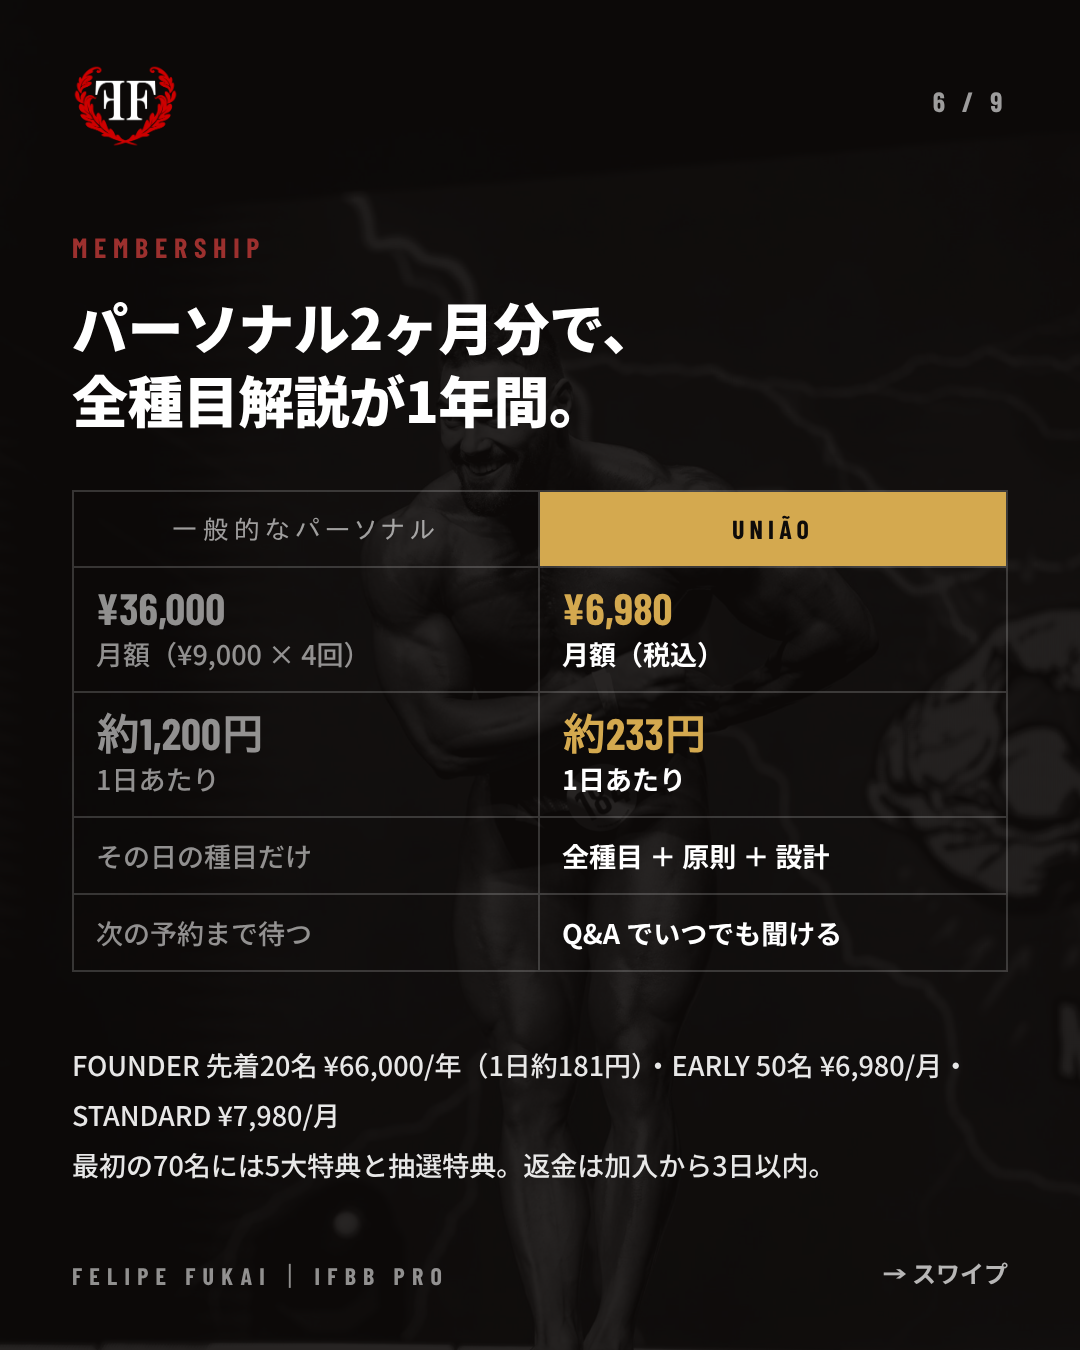 FF
6 / 9
MEMBERSHIP
パーソナル2ヶ月分で、
全種目解説が1年間。
一般的なパーソナル
UNIÃO
¥36,000
月額（¥9,000 × 4回）
¥6,980
月額（税込）
約1,200円
1日あたり
約233円
1日あたり
その日の種目だけ
全種目 + 原則 + 設計
次の予約まで待つ
Q&A でいつでも聞ける
FOUNDER 先着20名 ¥66,000/年（1日約181円）・EARLY 50名 ¥6,980/月・
STANDARD ¥7,980/月
最初の70名には5大特典と抽選特典。返金は加入から3日以内。
FELIPE FUKAI | IFBB PRO
→ スワイプ